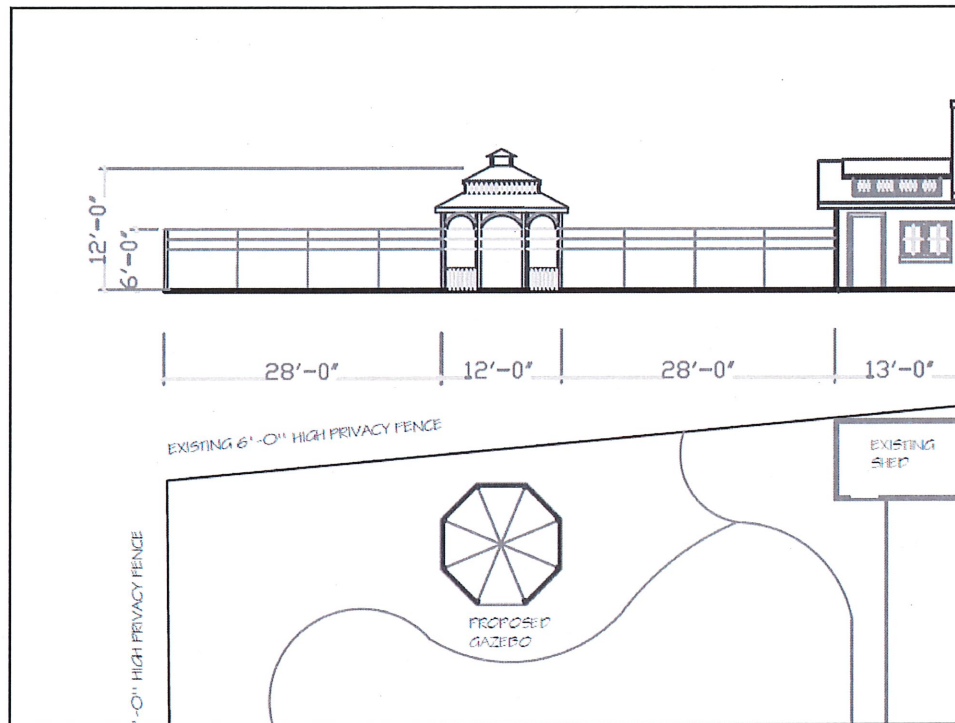 12'-0"
6'-0"
28'-0"
12'-0"
28'-0"
13'-0"
EXISTING 6'-0" HIGH PRIVACY FENCE
EXISTING
SHED
PROPOSED
GAZEBO
'-0" HIGH PRIVACY FENCE